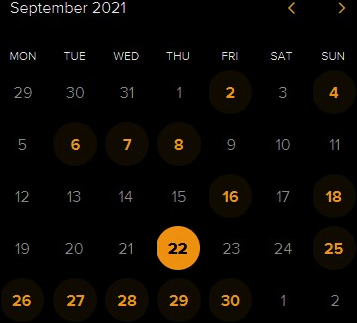 September 2021
MON TUE WED THU FRI SAT SUN
29 30 31 1 2 3 4
5 6 7 8 9 10 11
12 13 14 15 16 17 18
19 20 21 22 23 24 25
26 27 28 29 30 1 2